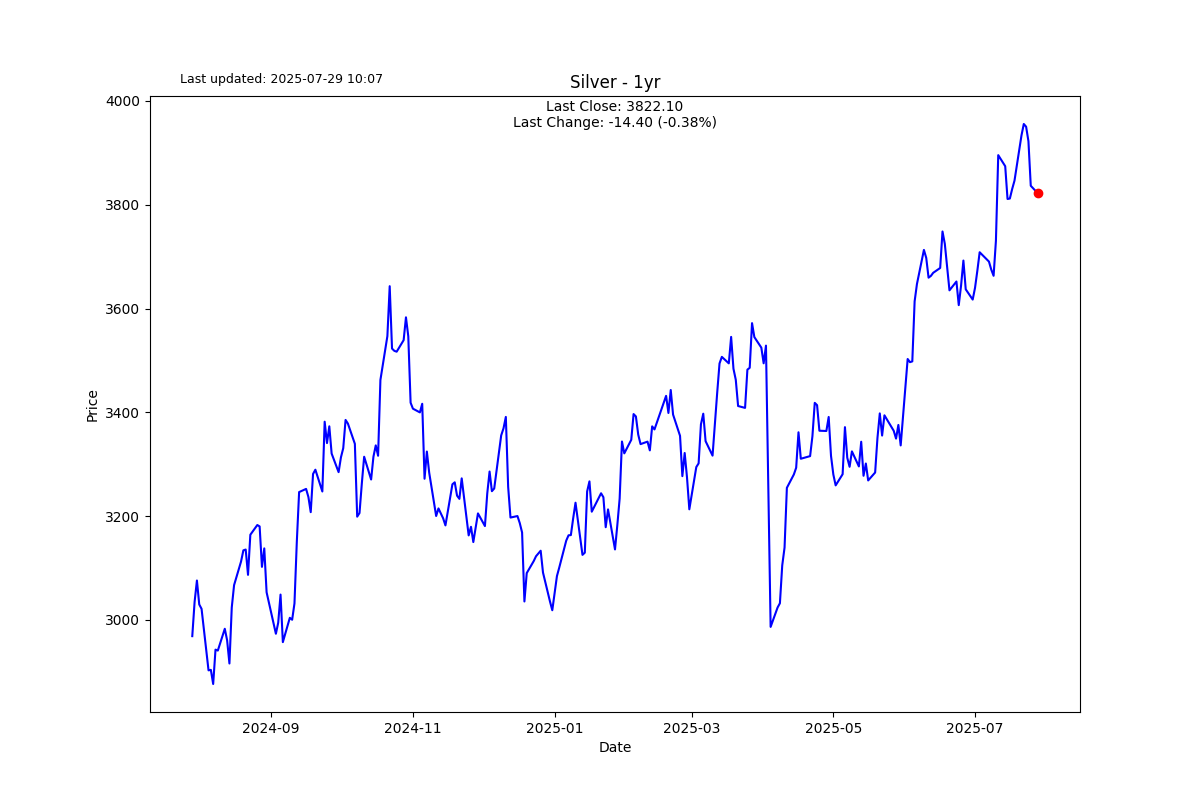 Last updated: 2025-07-29 10:07
Silver - 1yr
Last Close: 3822.10
Last Change: -14.40 (-0.38%)
4000
3800
3600
3400
3200
3000
Price
2024-09
2024-11
2025-01
2025-03
2025-05
2025-07
Date